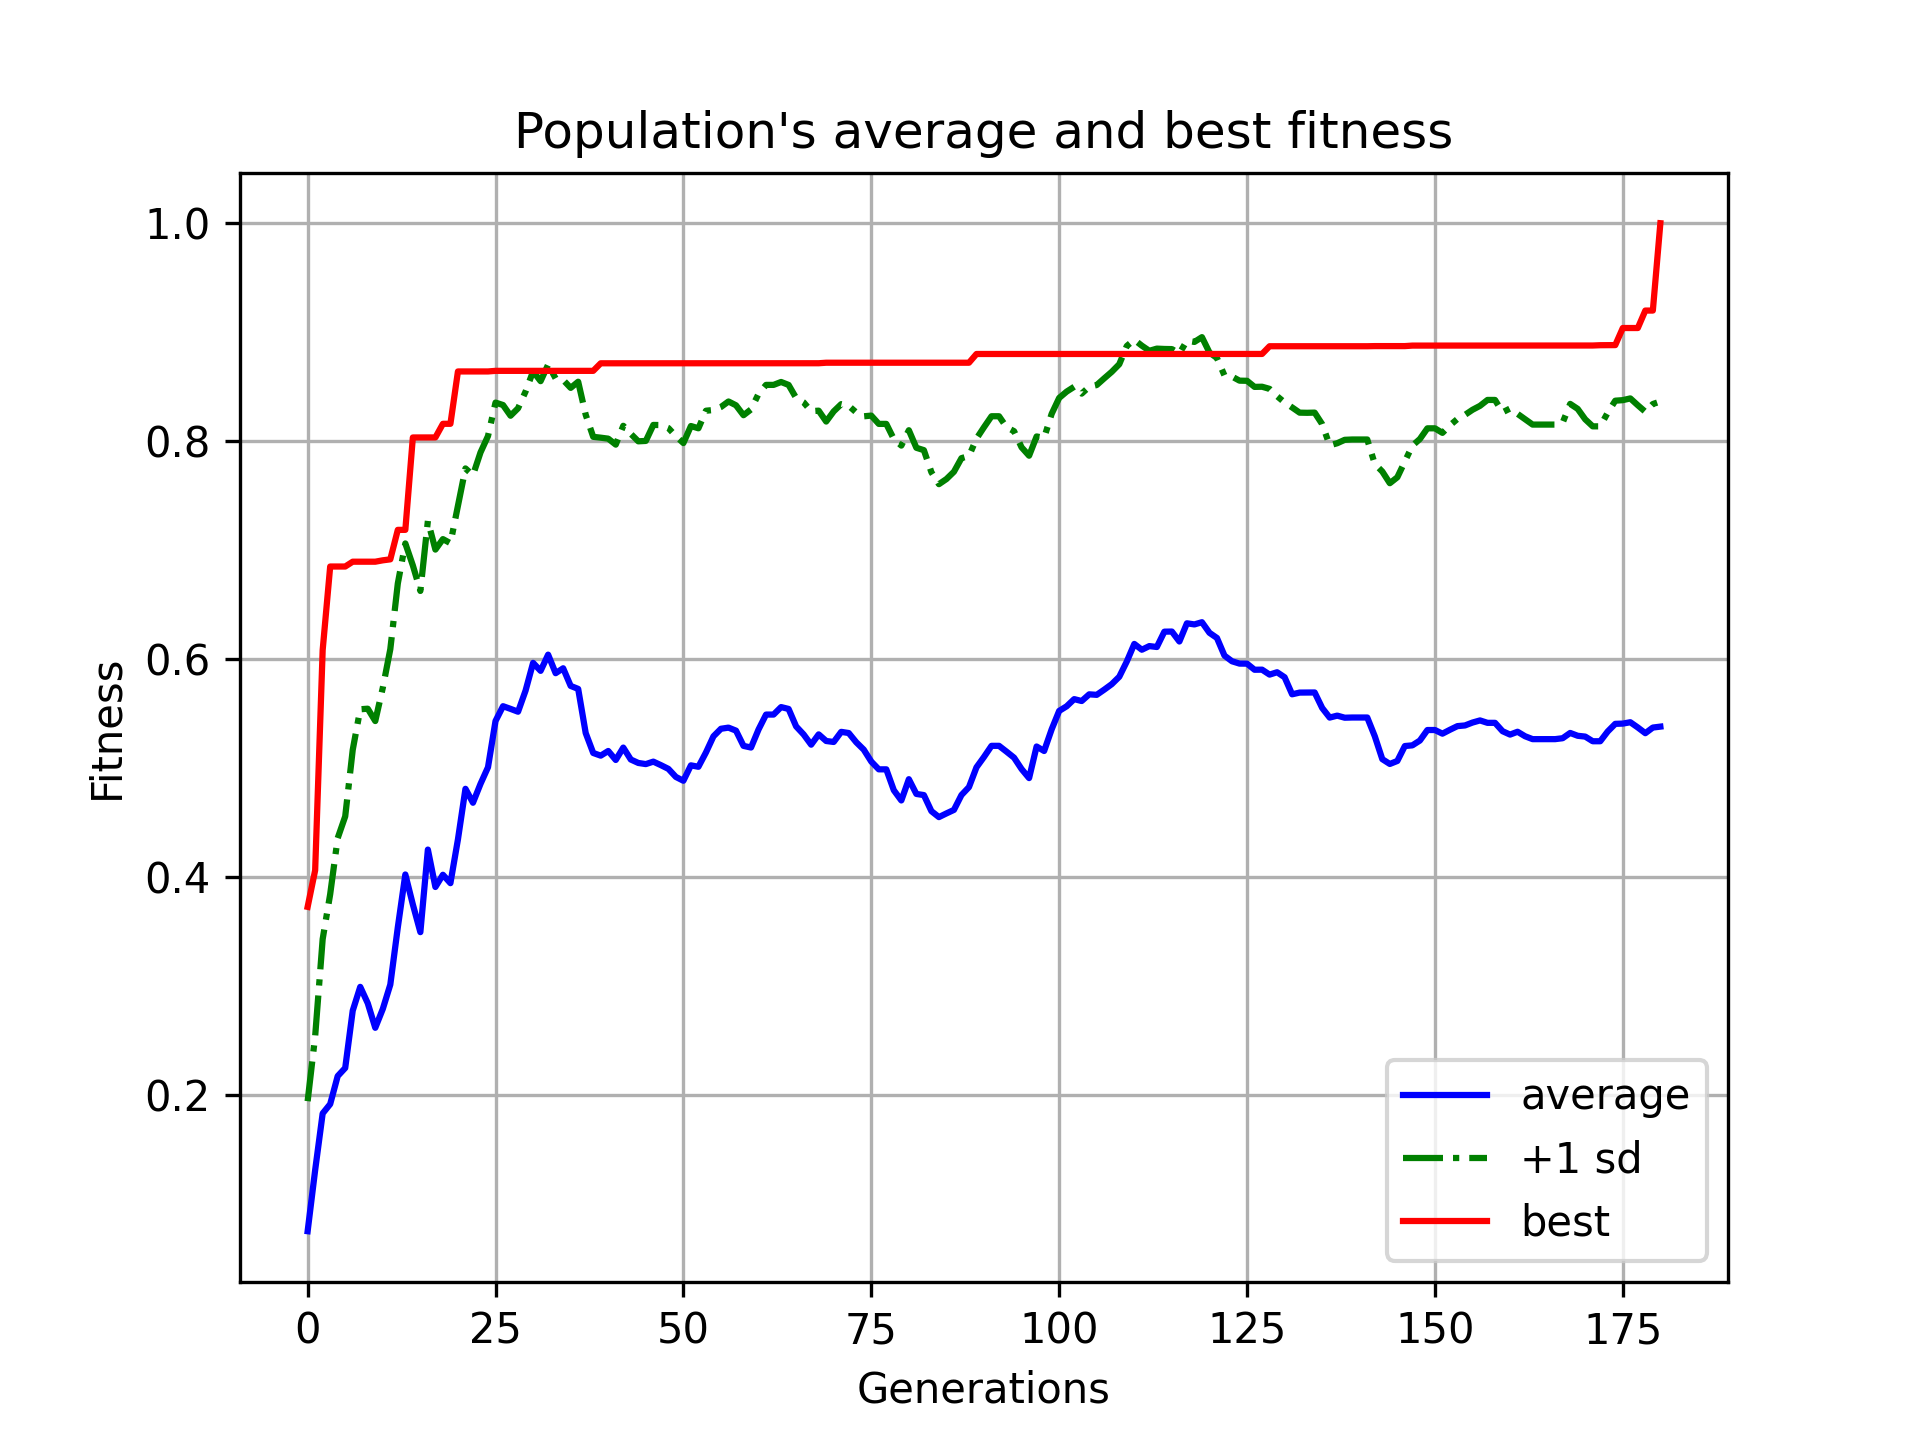 Population's average and best fitness
1.0
0.8
0.6
0.4
0.2
Fitness
0 25 50 75 100 125 150 175
Generations
average
+1 sd
best